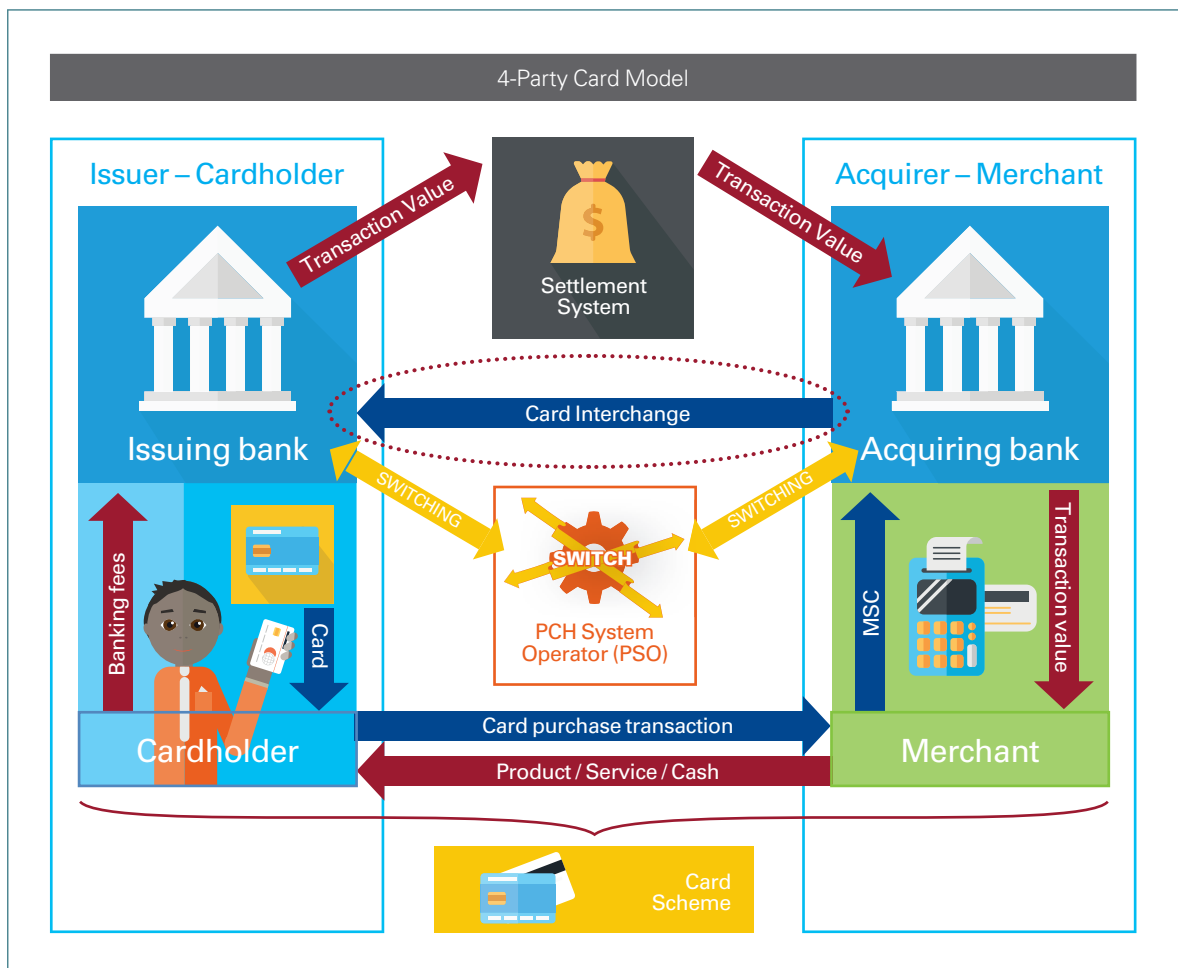 4-Party Card Model
Issuer – Cardholder
Acquirer – Merchant
Transaction Value
Transaction Value
$
Settlement
System
Card Interchange
Issuing bank
Acquiring bank
SWITCHING
SWITCHING
SWITCH
PCH System
Operator (PSO)
Banking fees
Card
MSC
Transaction value
Card purchase transaction
Cardholder
Merchant
Product / Service / Cash
Card
Scheme